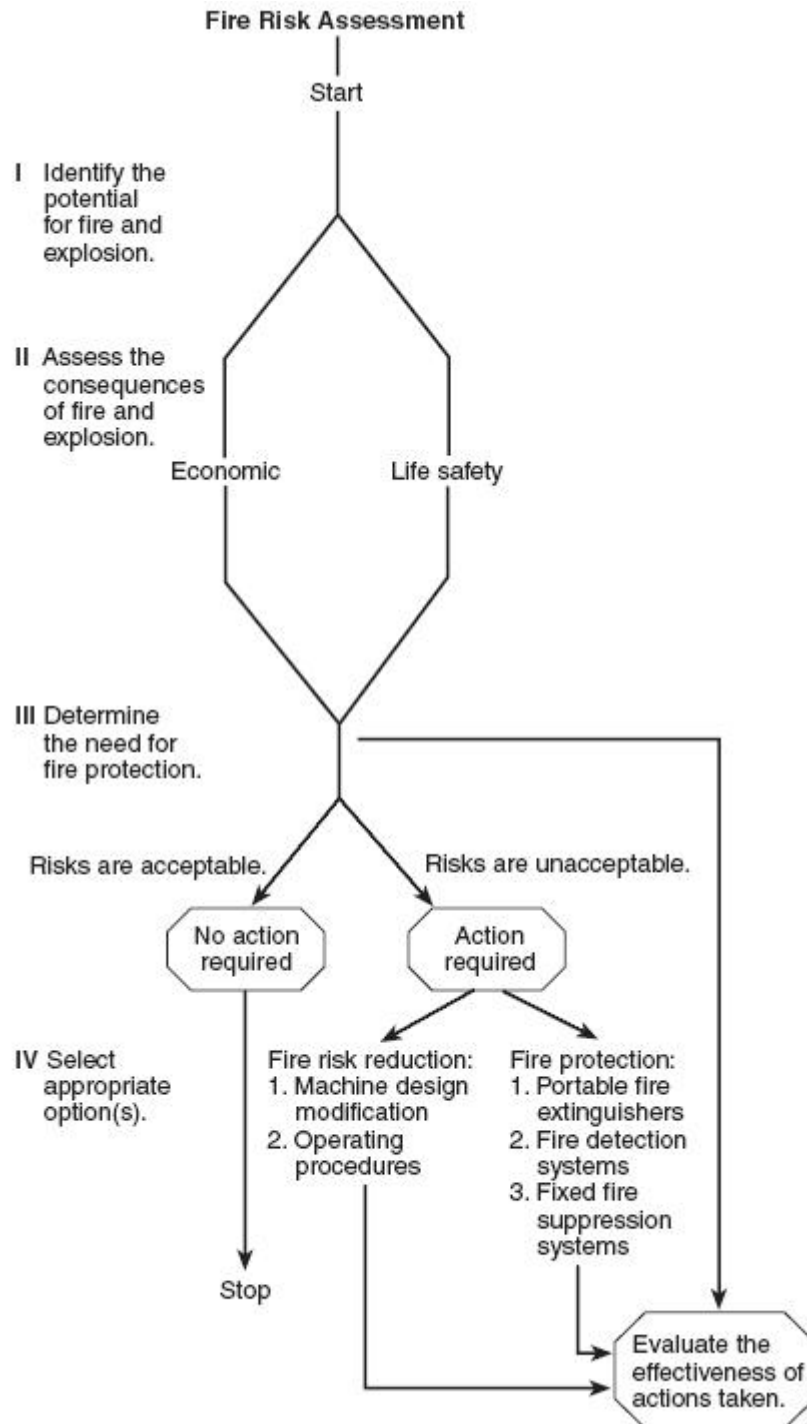 Fire Risk Assessment
Start
I Identify the
potential
for fire and
explosion.
II Assess the
consequences
of fire and
explosion.
Economic
Life safety
III Determine
the need for
fire protection.
Risks are acceptable.
Risks are unacceptable.
No action
required
Action
required
IV Select
appropriate
option(s).
Fire risk reduction:
1. Machine design
modification
2. Operating
procedures
Fire protection:
1. Portable fire
extinguishers
2. Fire detection
systems
3. Fixed fire
suppression
systems
Stop
Evaluate the
effectiveness of
actions taken.